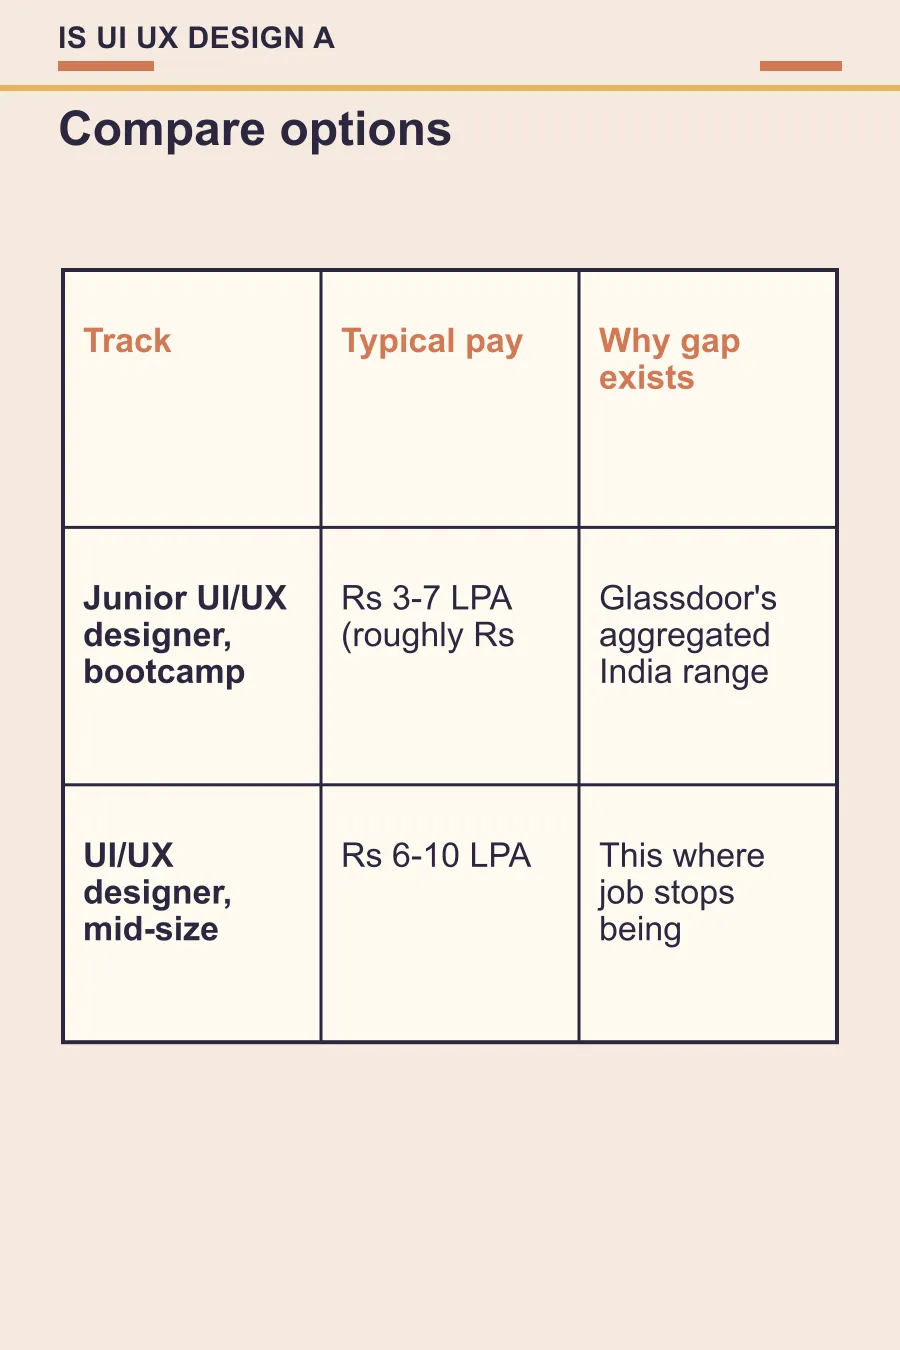 IS UI UX DESIGN A
Compare options
Track
Typical pay
Why gap
exists
Junior UI/UX
designer,
bootcamp
Rs 3-7 LPA
(roughly Rs
Glassdoor's
aggregated
India range
UI/UX
designer,
mid-size
Rs 6-10 LPA
This where
job stops
being